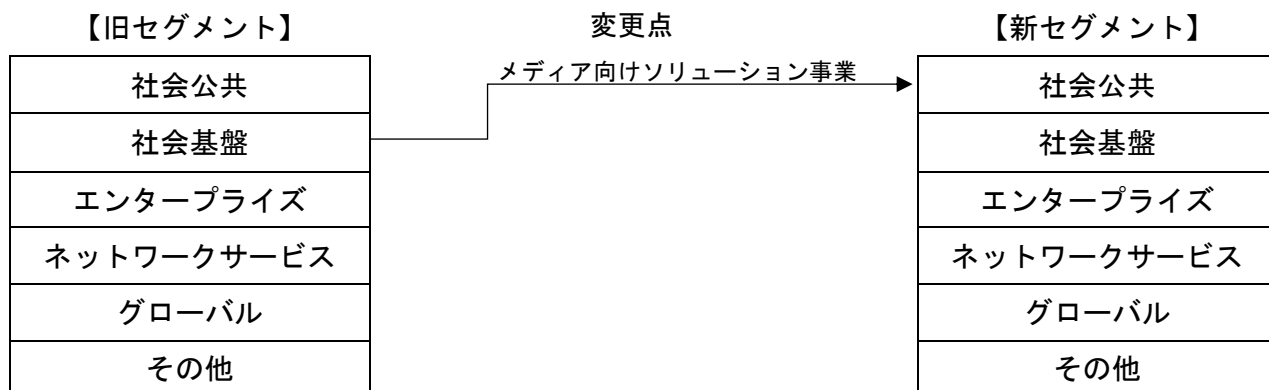 【旧セグメント】
変更点
【新セグメント】
社会公共
メディア向けソリューション事業
社会公共
社会基盤
社会基盤
エンタープライズ
エンタープライズ
ネットワークサービス
ネットワークサービス
グローバル
グローバル
その他
その他